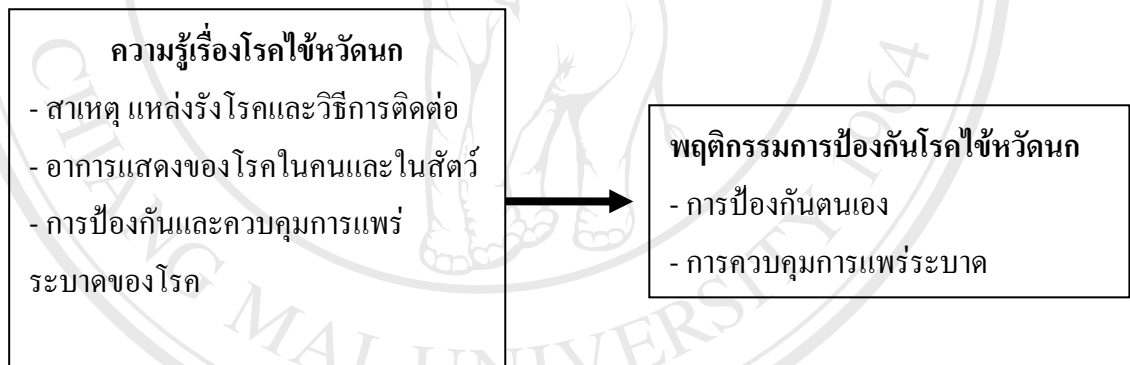 ความรู้เรื่องโรคไข้หวัดนก
- สาเหตุ แหล่งรังโรคและวิธีการติดต่อ
- อาการแสดงของโรคในคนและในสัตว์
- การป้องกันและควบคุมการแพร่
ระบาดของโรค
พฤติกรรมการป้องกันโรคไข้หวัดนก
- การป้องกันตนเอง
- การควบคุมการแพร่ระบาด
CHIANG MAI UNIVERSITY 1964